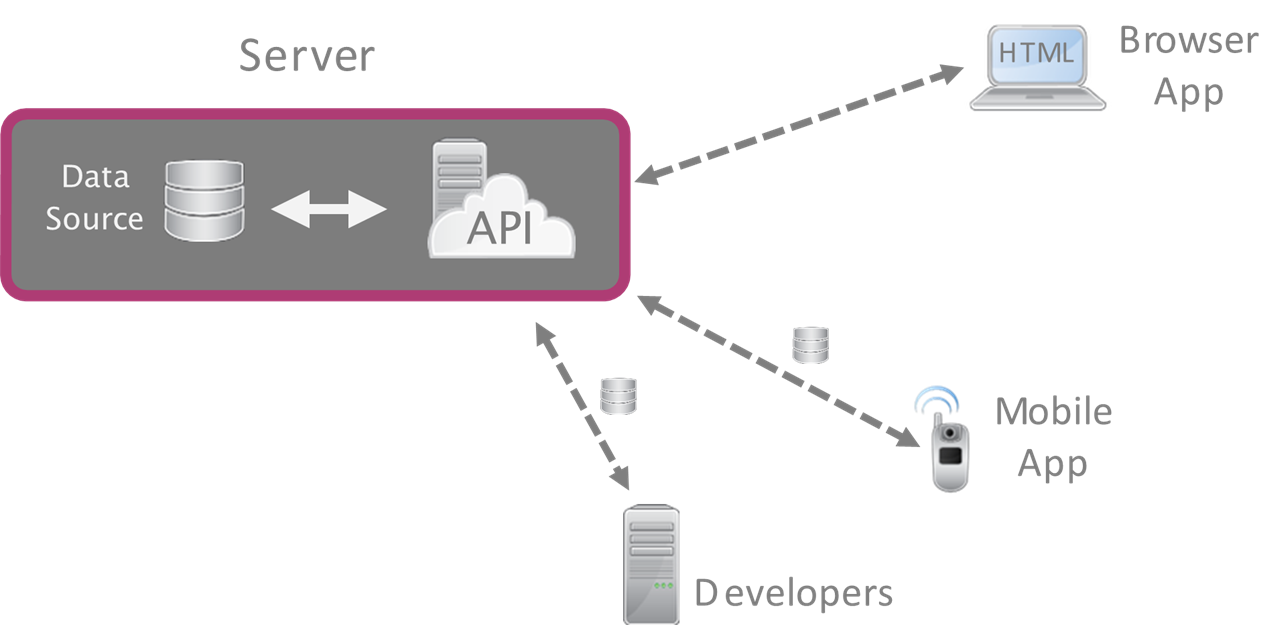 Server
Data
Source
API
HTML
Browser
App
Mobile
App
Developers